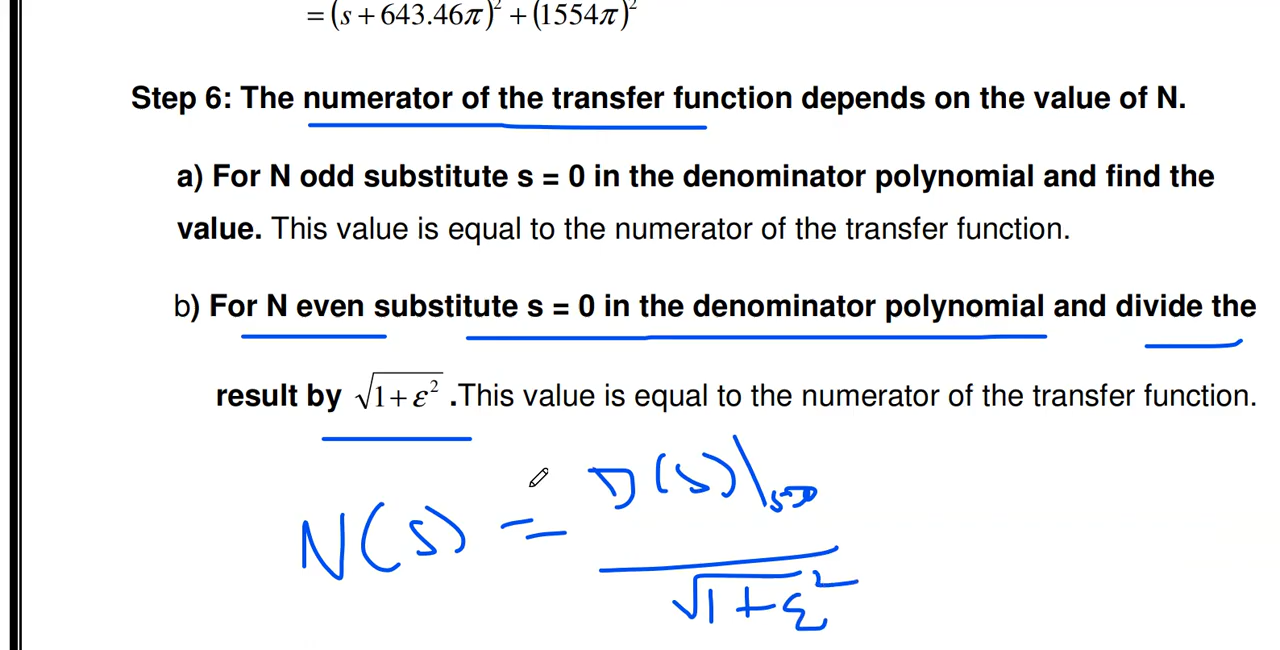 = (s + 643.46π)² + (1554π)²
Step 6: The numerator of the transfer function depends on the value of N.
a) For N odd substitute s = 0 in the denominator polynomial and find the
value. This value is equal to the numerator of the transfer function.
b) For N even substitute s = 0 in the denominator polynomial and divide the
result by √(1 + ε²) .This value is equal to the numerator of the transfer function.
N(s) = D(s)|s=0 / √(1+ε²)